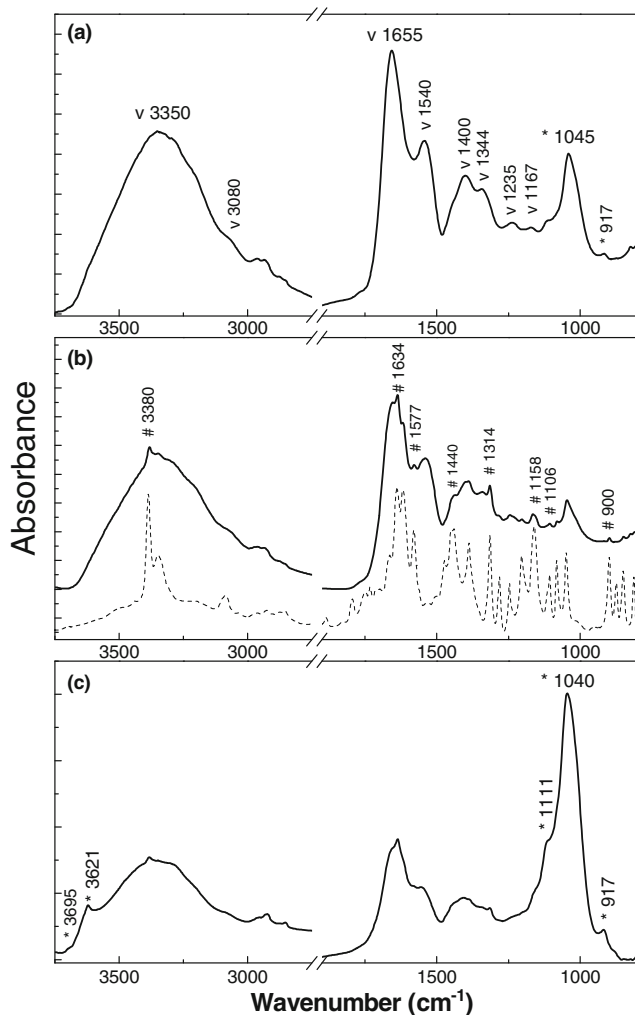 (a)
v 3350
v 3080
v 1655
v 1540
v 1400
v 1344
v 1235
v 1167
* 1045
* 917
3500
3000
1500
1000
(b)
# 3380
# 1634
# 1577
# 1440
# 1314
# 1158
# 1106
# 900
3500
3000
1500
1000
Absorbance
(c)
* 3695
* 3621
* 1111
* 1040
* 917
3500
3000
1500
1000
Wavenumber (cm⁻¹)